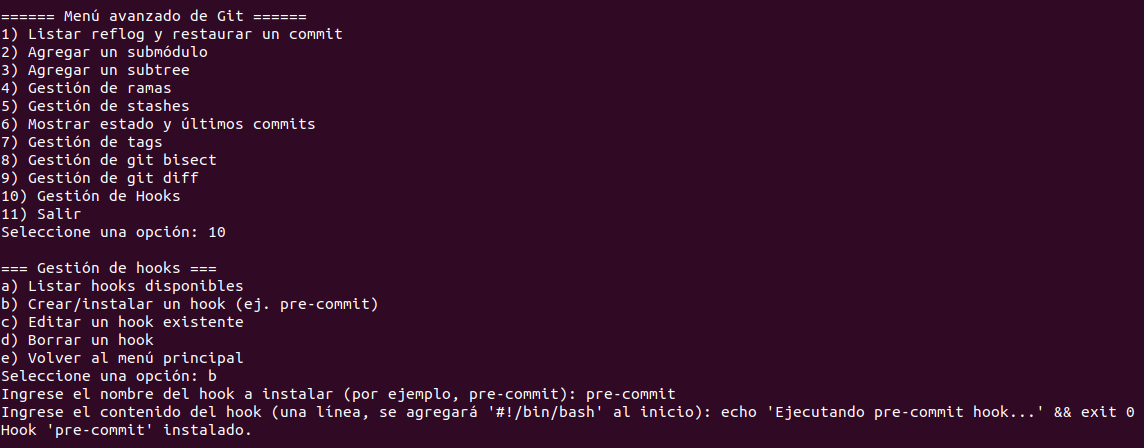 ====== Menú avanzado de Git ======
1) Listar reflog y restaurar un commit
2) Agregar un submódulo
3) Agregar un subtree
4) Gestión de ramas
5) Gestión de stashes
6) Mostrar estado y últimos commits
7) Gestión de tags
8) Gestión de git bisect
9) Gestión de git diff
10) Gestión de Hooks
11) Salir
Seleccione una opción: 10
=== Gestión de hooks ===
a) Listar hooks disponibles
b) Crear/instalar un hook (ej. pre-commit)
c) Editar un hook existente
d) Borrar un hook
e) Volver al menú principal
Seleccione una opción: b
Ingrese el nombre del hook a instalar (por ejemplo, pre-commit): pre-commit
Ingrese el contenido del hook (una línea, se agregará '#!/bin/bash' al inicio): echo 'Ejecutando pre-commit hook...' && exit 0
Hook 'pre-commit' instalado.